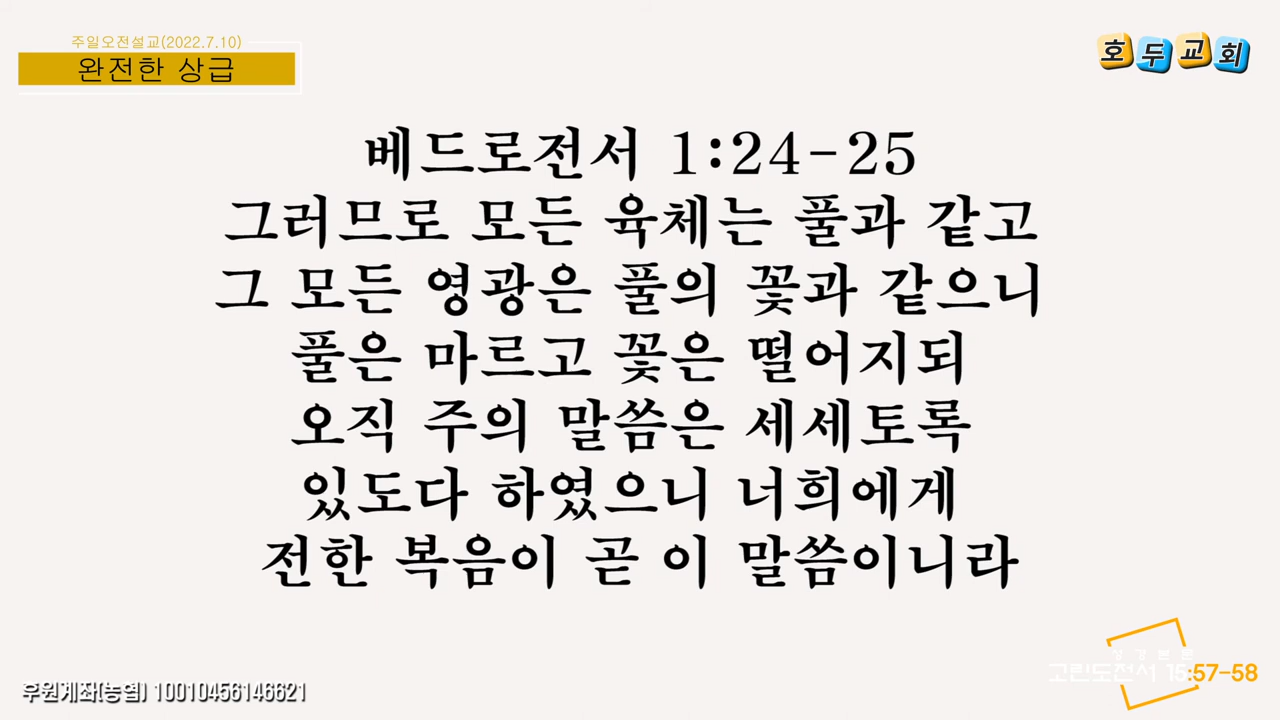 주일오전설교(2022.7.10)
완전한 상급
호두교회
베드로전서 1:24-25
그러므로 모든 육체는 풀과 같고
그 모든 영광은 풀의 꽃과 같으니
풀은 마르고 꽃은 떨어지되
오직 주의 말씀은 세세토록
있도다 하였으니 너희에게
전한 복음이 곧 이 말씀이니라
성경본문
고린도전서 15:57-58
후원계좌(농협) 10010456146621